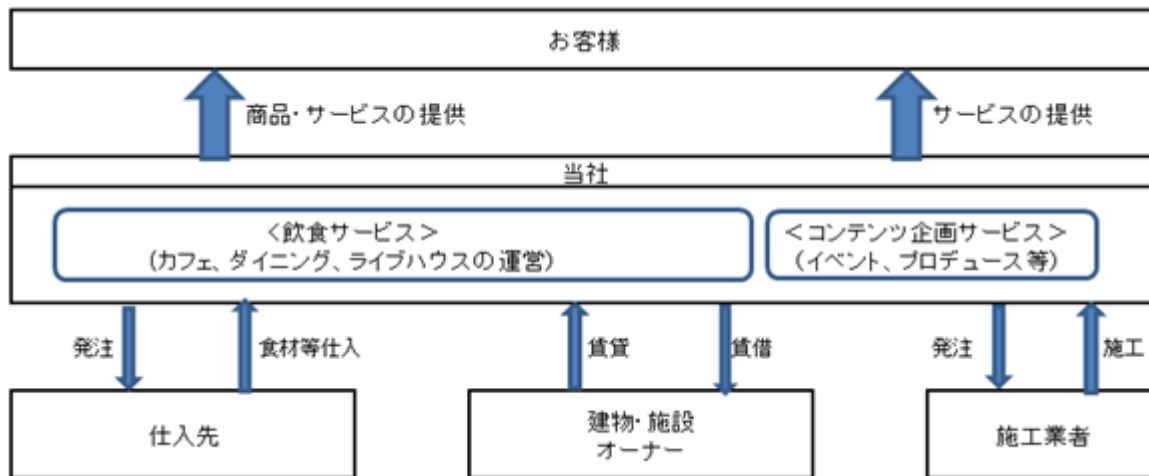 お客様
商品・サービスの提供
サービスの提供
当社
＜飲食サービス＞
(カフェ、ダイニング、ライブハウスの運営)
＜コンテンツ企画サービス＞
(イベント、プロデュース等)
発注
食材等仕入
賃貸
賃借
発注
施工
仕入先
建物・施設
オーナー
施工業者